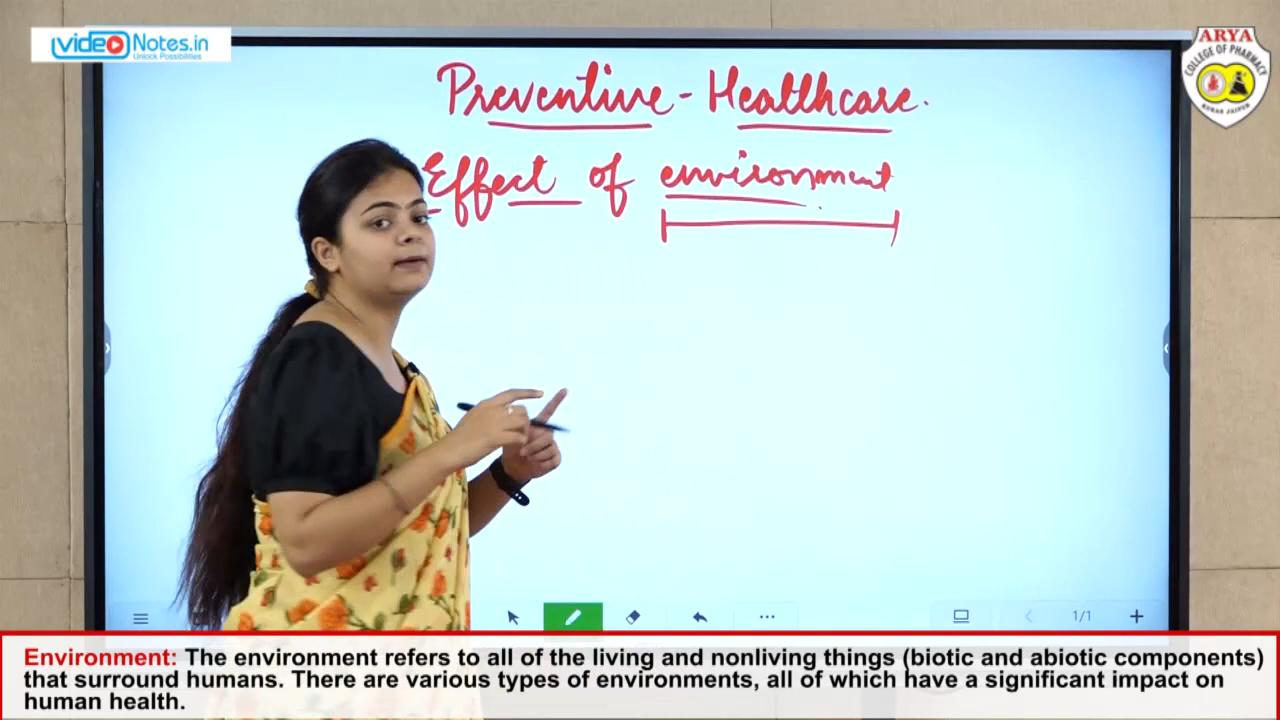 videoNotes.in
Unlock Possibilities
ARYA
COLLEGE OF PHARMACY
KUKAS JAIPUR
Preventive - Healthcare.
Effect of environment
1/1
Environment: The environment refers to all of the living and nonliving things (biotic and abiotic components)
that surround humans. There are various types of environments, all of which have a significant impact on
human health.